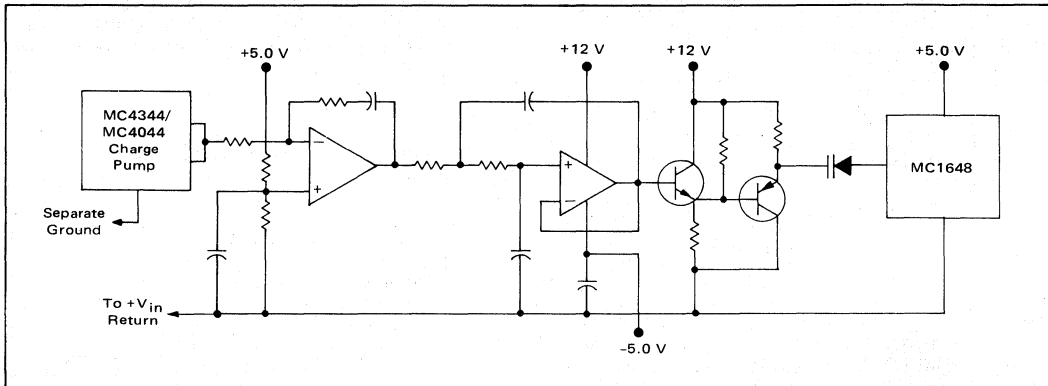 +5.0 V
+12 V
+12 V
+5.0 V
MC4344/
MC4044
Charge
Pump
−
+
+
−
MC1648
Separate
Ground
To +Vin
Return
−5.0 V